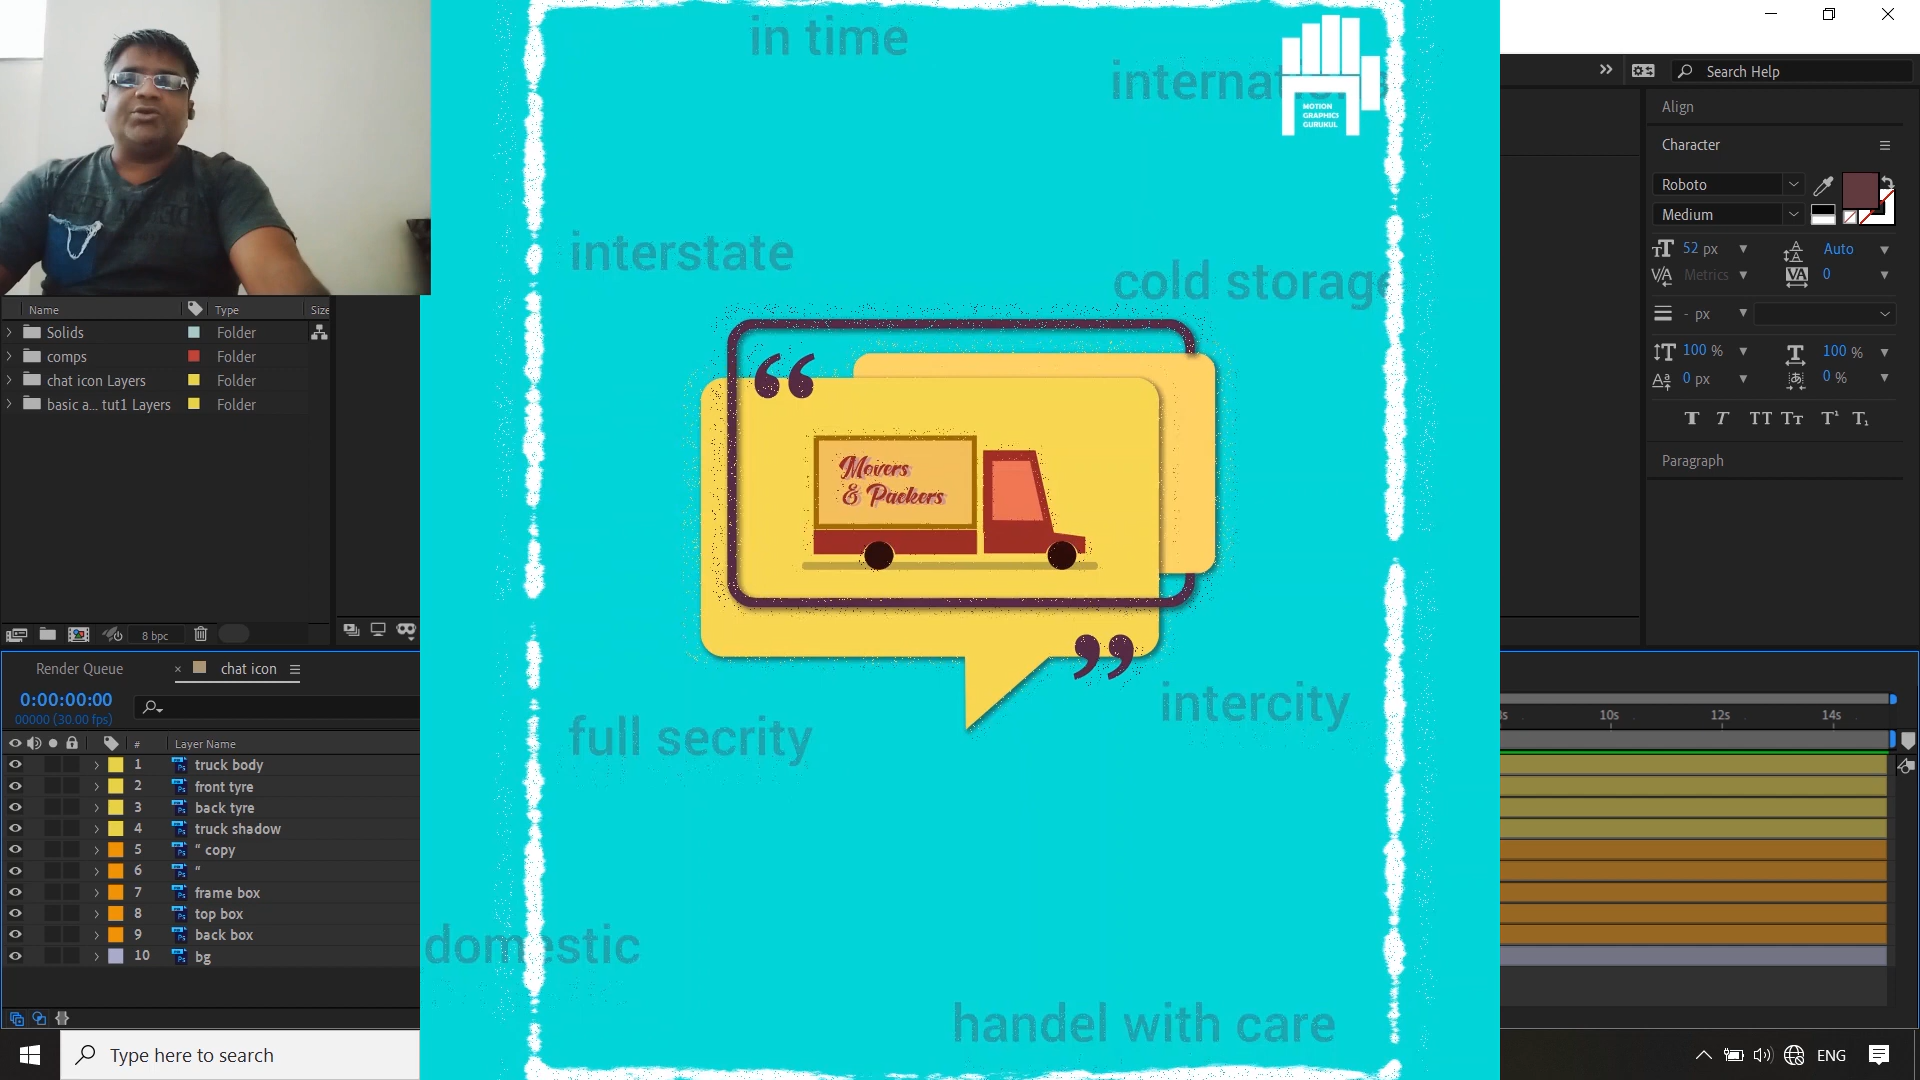 in time
international
MOTION
GRAPHICS
GURUKUL
interstate
cold storage
“
Movers
& Packers
”
intercity
full secrity
domestic
handel with care
Search Help
Align
Character
Roboto
Medium
52 px
Auto
Metrics
0
- px
100 %
100 %
0 px
0 %
T T TT Tт T¹ T₁
Paragraph
Name Type Size
Solids Folder
comps Folder
chat icon Layers Folder
basic a... tut1 Layers Folder
8 bpc
Render Queue
× chat icon
0:00:00:00
00000 (30.00 fps)
# Layer Name
1 truck body
2 front tyre
3 back tyre
4 truck shadow
5 “ copy
6 “
7 frame box
8 top box
9 back box
10 bg
10s 12s 14s
Type here to search
ENG